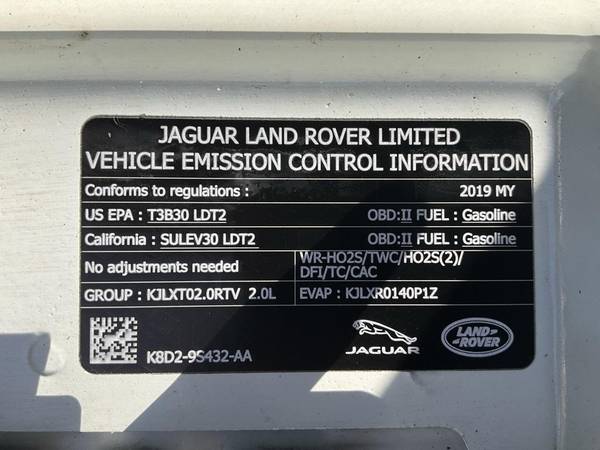 JAGUAR LAND ROVER LIMITED
VEHICLE EMISSION CONTROL INFORMATION
Conforms to regulations : 2019 MY
US EPA : T3B30 LDT2 OBD:II FUEL : Gasoline
California : SULEV30 LDT2 OBD:II FUEL : Gasoline
No adjustments needed
WR-HO2S/TWC/HO2S(2)/
DFI/TC/CAC
GROUP : KJLXT02.0RTV 2.0L EVAP : KJLXR0140P1Z
K8D2-9S432-AA
JAGUAR
LAND-
ROVER